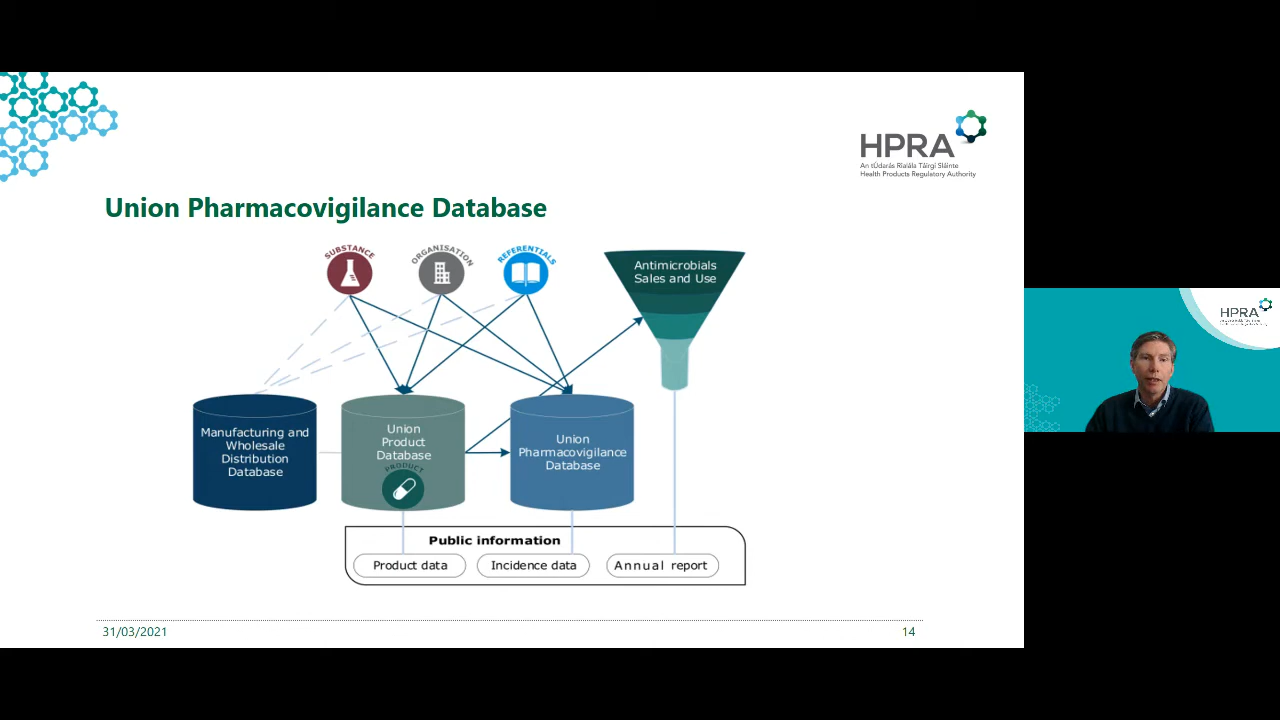 HPRA
An tÚdarás Rialála Táirgí Sláinte
Health Products Regulatory Authority
Union Pharmacovigilance Database
SUBSTANCE
ORGANISATION
REFERENTIALS
Antimicrobials
Sales and Use
Manufacturing and
Wholesale
Distribution
Database
Union
Product
Database
PRODUCT
Union
Pharmacovigilance
Database
Public information
Product data
Incidence data
Annual report
31/03/2021
14
HPRA